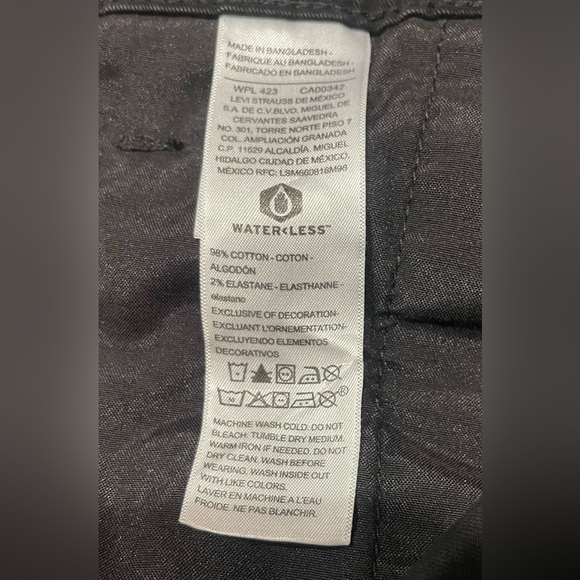 MADE IN BANGLADESH -
FABRIQUÉ AU BANGLADESH -
FABRICADO EN BANGLADESH
WPL 423 CA00342
LEVI STRAUSS DE MÉXICO
S.A. DE C.V.BLVD. MIGUEL DE
CERVANTES SAAVEDRA
NO. 301, TORRE NORTE PISO 7
COL. AMPLIACIÓN GRANADA
C.P. 11529 ALCALDÍA. MIGUEL
HIDALGO CIUDAD DE MÉXICO.
MÉXICO RFC: LSM660816M98
WATER<LESS™
98% COTTON - COTON -
ALGODÓN
2% ELASTANE - ELASTHANNE -
elastano
EXCLUSIVE OF DECORATION-
EXCLUANT L'ORNEMENTATION-
EXCLUYENDO ELEMENTOS
DECORATIVOS
30 ®
MACHINE WASH COLD. DO NOT
BLEACH. TUMBLE DRY MEDIUM.
WARM IRON IF NEEDED. DO NOT
DRY CLEAN. WASH BEFORE
WEARING. WASH INSIDE OUT
WITH LIKE COLORS.
LAVER EN MACHINE A L'EAU
FROIDE. NE PAS BLANCHIR.